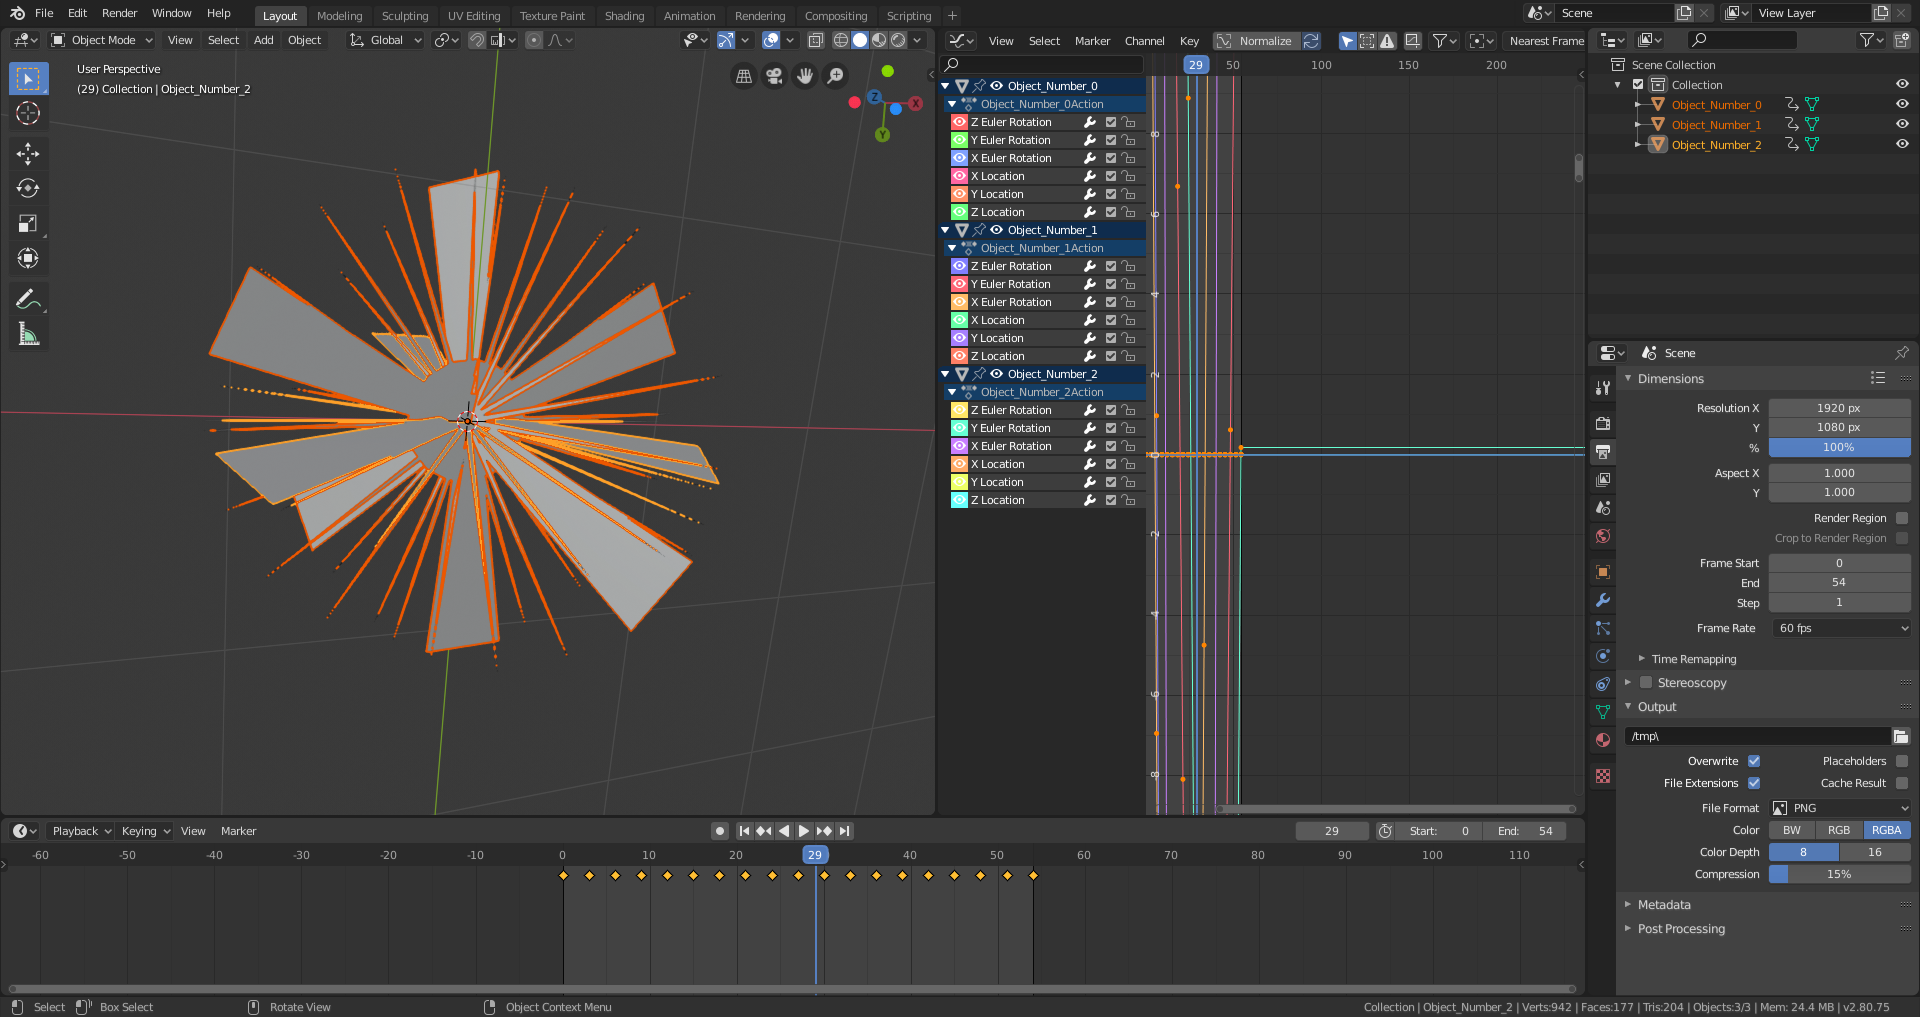 File Edit Render Window Help Layout Modeling Sculpting UV Editing Texture Paint Shading Animation Rendering Compositing Scripting + Scene View Layer
Object Mode View Select Add Object Global
View Select Marker Channel Key Normalize Nearest Frame
User Perspective
(29) Collection | Object_Number_2
Z X Y
29 50 100 150 200
Object_Number_0
Object_Number_0Action
Z Euler Rotation
Y Euler Rotation
X Euler Rotation
X Location
Y Location
Z Location
Object_Number_1
Object_Number_1Action
Z Euler Rotation
Y Euler Rotation
X Euler Rotation
X Location
Y Location
Z Location
Object_Number_2
Object_Number_2Action
Z Euler Rotation
Y Euler Rotation
X Euler Rotation
X Location
Y Location
Z Location
8
6
4
2
0
-2
-4
-6
-8
Scene Collection
Collection
Object_Number_0
Object_Number_1
Object_Number_2
Scene
Dimensions
Resolution X 1920 px
Y 1080 px
% 100%
Aspect X 1.000
Y 1.000
Render Region
Crop to Render Region
Frame Start 0
End 54
Step 1
Frame Rate 60 fps
Time Remapping
Stereoscopy
Output
/tmp\
Overwrite Placeholders
File Extensions Cache Result
File Format PNG
Color BW RGB RGBA
Color Depth 8 16
Compression 15%
Metadata
Post Processing
Playback Keying View Marker 29 Start: 0 End: 54
-60 -50 -40 -30 -20 -10 0 10 20 29 40 50 60 70 80 90 100 110
Select Box Select Rotate View Object Context Menu Collection | Object_Number_2 | Verts:942 | Faces:177 | Tris:204 | Objects:3/3 | Mem: 24.4 MB | v2.80.75